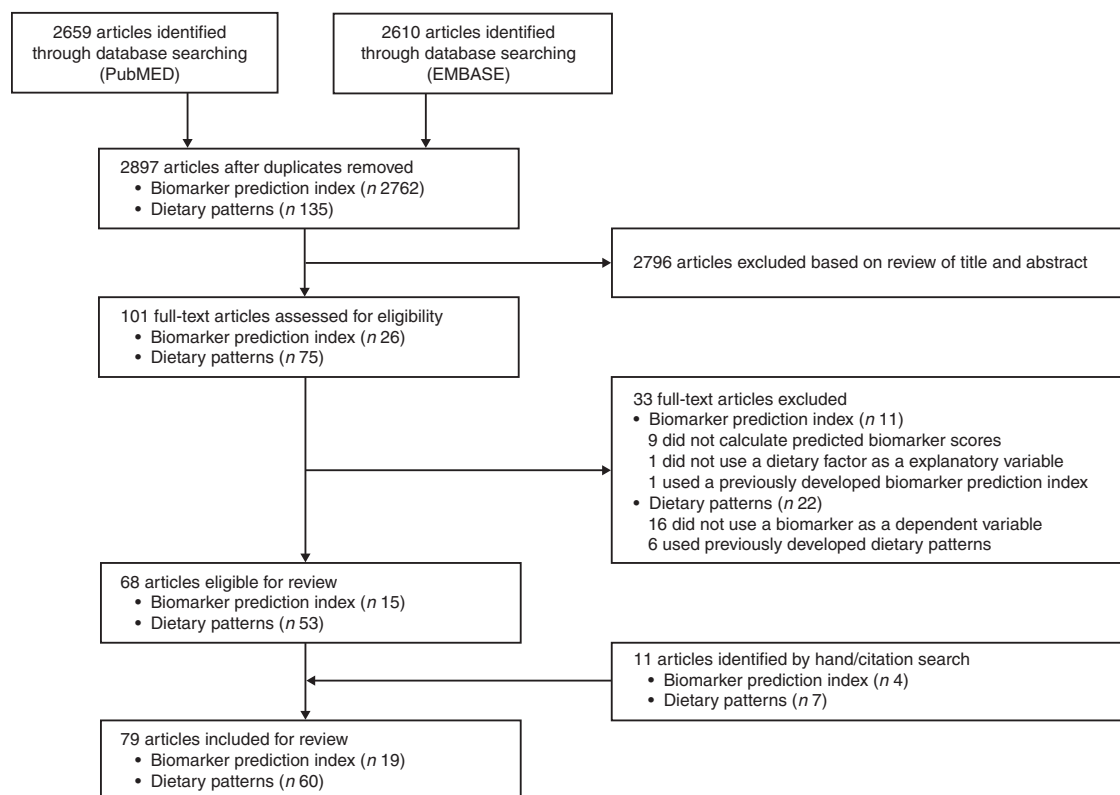 2659 articles identified
through database searching
(PubMED)
2610 articles identified
through database searching
(EMBASE)
2897 articles after duplicates removed
• Biomarker prediction index (n 2762)
• Dietary patterns (n 135)
2796 articles excluded based on review of title and abstract
101 full-text articles assessed for eligibility
• Biomarker prediction index (n 26)
• Dietary patterns (n 75)
33 full-text articles excluded
• Biomarker prediction index (n 11)
9 did not calculate predicted biomarker scores
1 did not use a dietary factor as a explanatory variable
1 used a previously developed biomarker prediction index
• Dietary patterns (n 22)
16 did not use a biomarker as a dependent variable
6 used previously developed dietary patterns
68 articles eligible for review
• Biomarker prediction index (n 15)
• Dietary patterns (n 53)
11 articles identified by hand/citation search
• Biomarker prediction index (n 4)
• Dietary patterns (n 7)
79 articles included for review
• Biomarker prediction index (n 19)
• Dietary patterns (n 60)